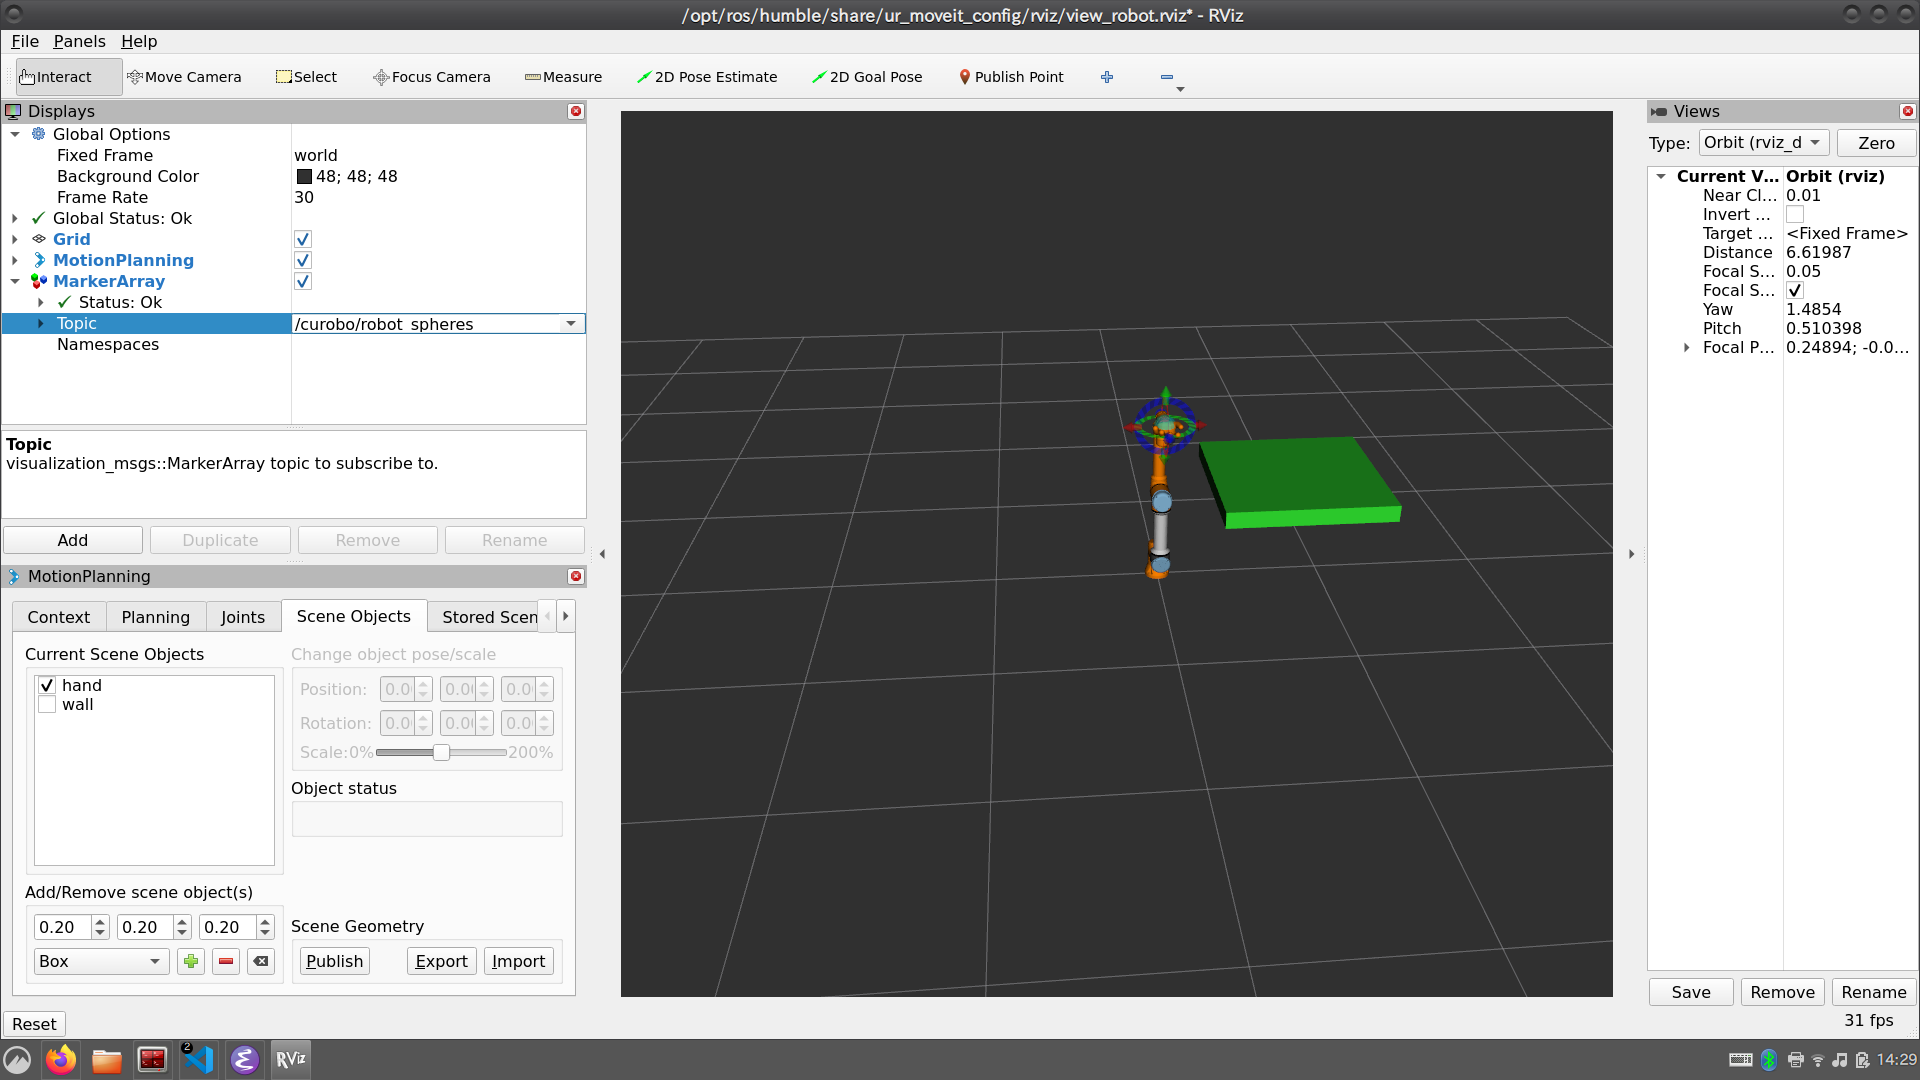 /opt/ros/humble/share/ur_moveit_config/rviz/view_robot.rviz* - RViz
File Panels Help
Interact Move Camera Select Focus Camera Measure 2D Pose Estimate 2D Goal Pose Publish Point
Displays
Global Options
Fixed Frame world
Background Color 48; 48; 48
Frame Rate 30
Global Status: Ok
Grid
MotionPlanning
MarkerArray
Status: Ok
Topic /curobo/robot_spheres
Namespaces
Topic
visualization_msgs::MarkerArray topic to subscribe to.
Add Duplicate Remove Rename
MotionPlanning
Context Planning Joints Scene Objects Stored Scen
Current Scene Objects
hand
wall
Change object pose/scale
Position: 0.0 0.0 0.0
Rotation: 0.0 0.0 0.0
Scale: 0% 200%
Object status
Add/Remove scene object(s)
0.20 0.20 0.20
Box
Scene Geometry
Publish Export Import
Reset
Views
Type: Orbit (rviz_d Zero
Current V... Orbit (rviz)
Near Cl... 0.01
Invert ...
Target ... <Fixed Frame>
Distance 6.61987
Focal S... 0.05
Focal S...
Yaw 1.4854
Pitch 0.510398
Focal P... 0.24894; -0.0...
Save Remove Rename
31 fps
2
RViz
14:29